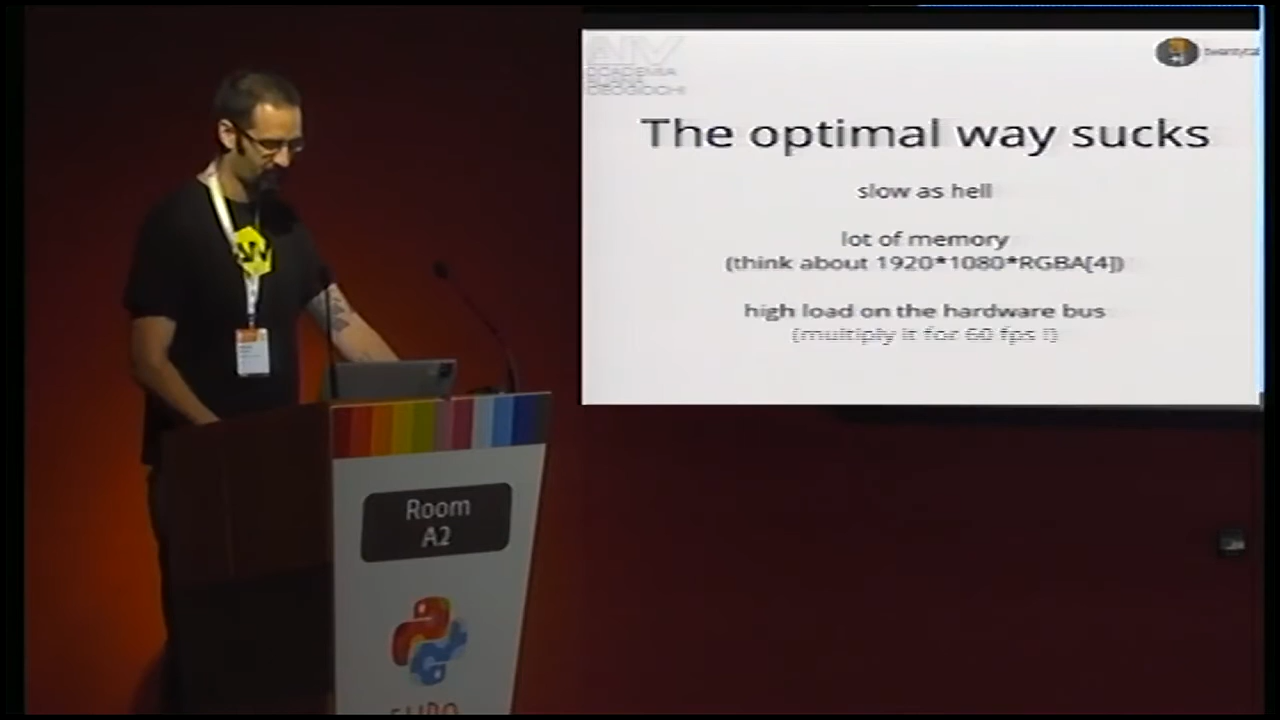 The optimal way sucks
slow as hell
lot of memory
(think about 1920*1080*RGBA[4])
high load on the hardware bus
(multiply it for 60 fps !)
Room
A2
EURO